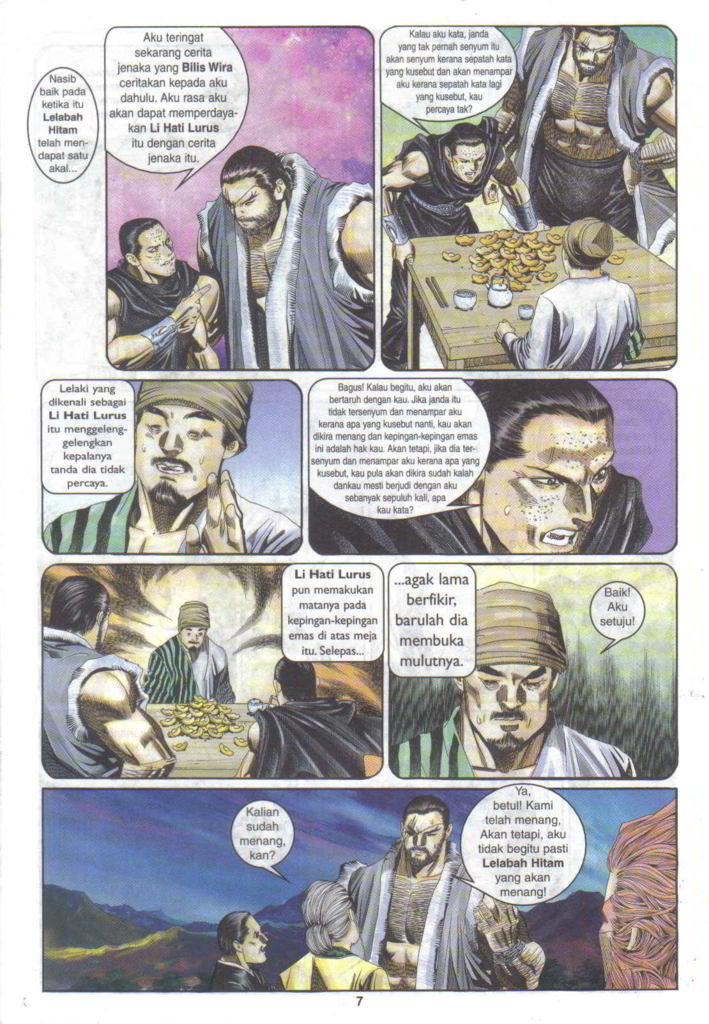 Nasib
baik pada
ketika itu
Lelabah
Hitam
telah men-
dapat satu
akal...
Aku teringat
sekarang cerita
jenaka yang Bilis Wira
ceritakan kepada aku
dahulu. Aku rasa aku
akan dapat memperdaya-
kan Li Hati Lurus
itu dengan cerita
jenaka itu.
Kalau aku kata, janda
yang tak pernah senyum itu
akan senyum kerana sepatah kata
yang kusebut dan akan menampar
aku kerana sepatah kata lagi
yang kusebut, kau
percaya tak?
Lelaki yang
dikenali sebagai
Li Hati Lurus
itu menggeleng-
gelengkan
kepalanya
tanda dia tidak
percaya.
Bagus! Kalau begitu, aku akan
bertaruh dengan kau. Jika janda itu
tidak tersenyum dan menampar aku
kerana apa yang kusebut nanti, kau akan
dikira menang dan kepingan-kepingan emas
ini adalah hak kau. Akan tetapi, jika dia ter-
senyum dan menampar aku kerana apa yang
kusebut, kau pula akan dikira sudah kalah
dankau mesti berjudi dengan aku
sebanyak sepuluh kali, apa
kau kata?
Li Hati Lurus
pun memakukan
matanya pada
kepingan-kepingan
emas di atas meja
itu. Selepas...
...agak lama
berfikir,
barulah dia
membuka
mulutnya.
Baik!
Aku
setuju!
Kalian
sudah
menang,
kan?
Ya,
betul! Kami
telah menang,
Akan tetapi, aku
tidak begitu pasti
Lelabah Hitam
yang akan
menang!
7